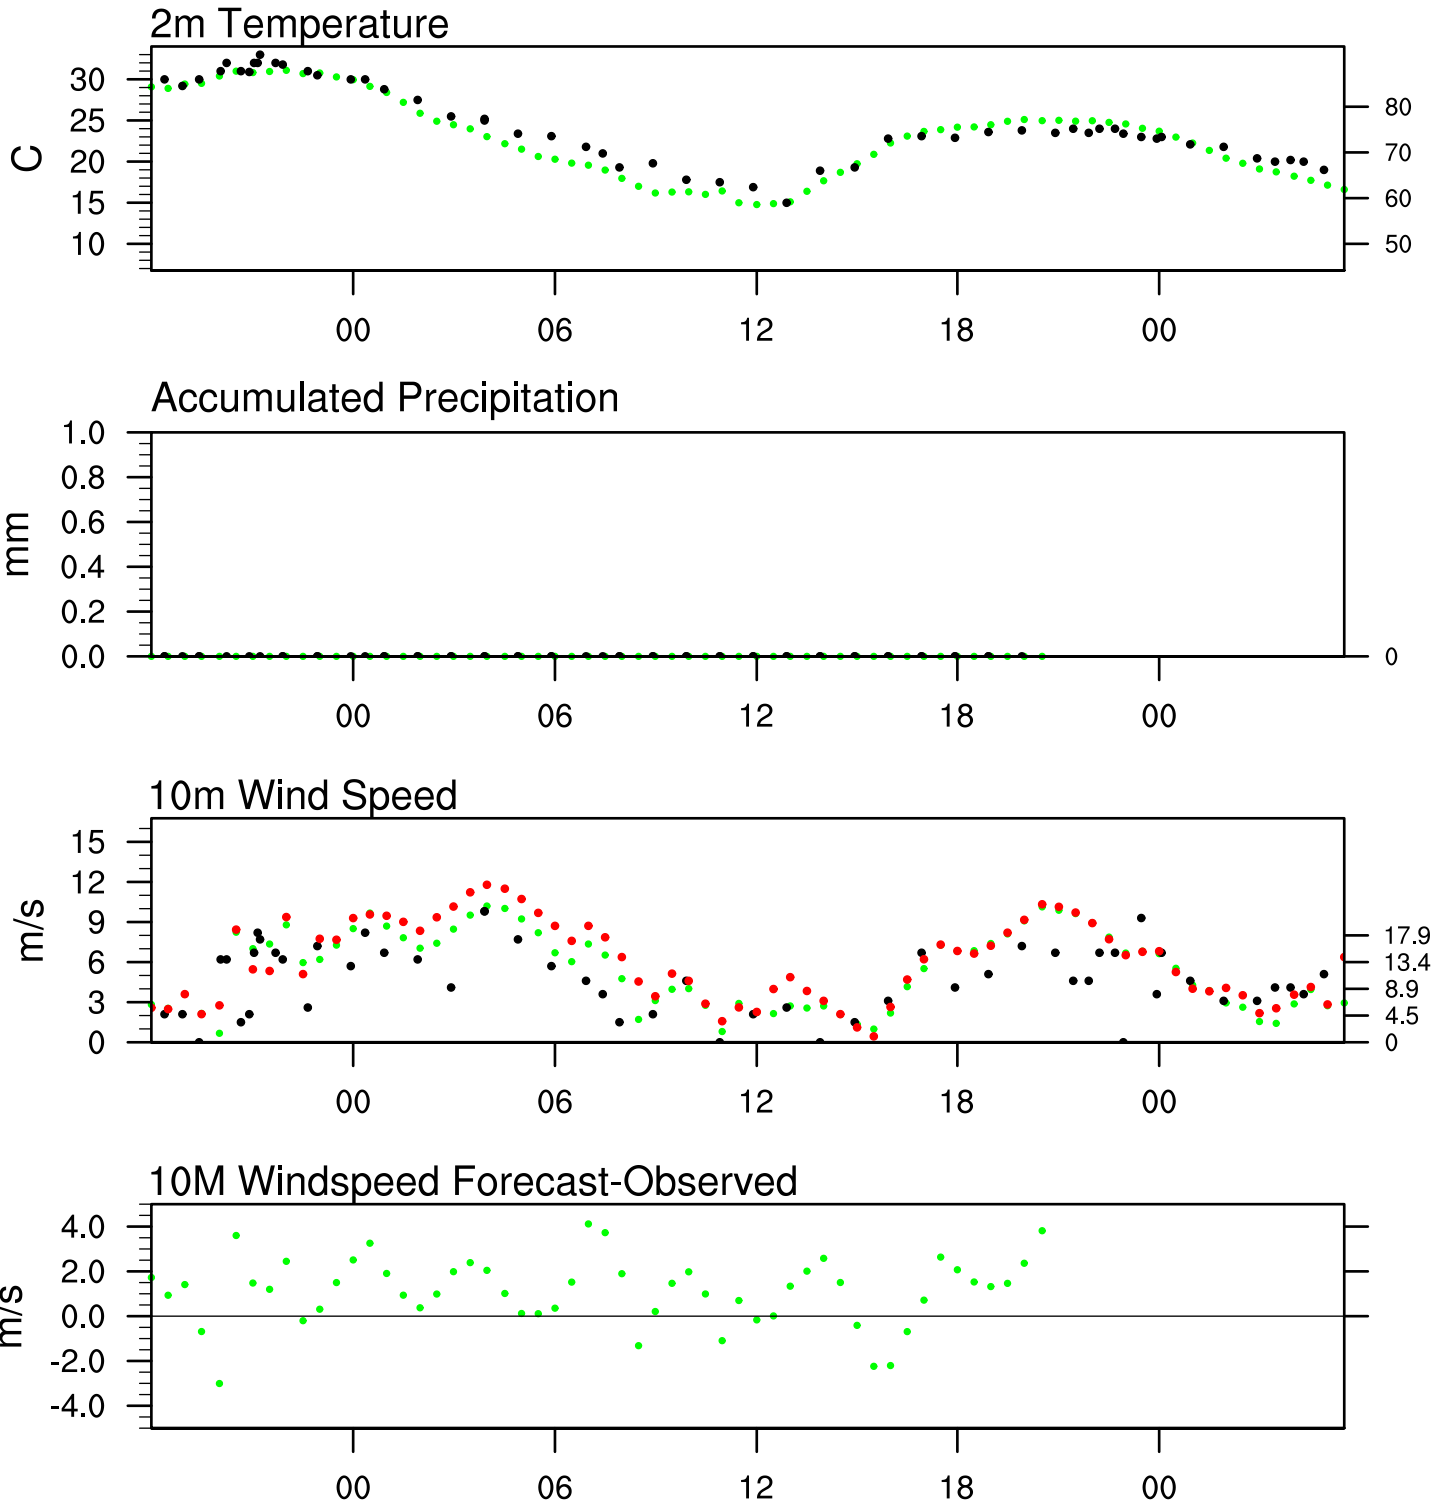 2m Temperature
30
25
20
15
10
C
80
70
60
50
00 06 12 18 00
Accumulated Precipitation
1.0
0.8
0.6
0.4
0.2
0.0
mm
0
00 06 12 18 00
10m Wind Speed
15
12
9
6
3
0
m/s
17.9
13.4
8.9
4.5
0
00 06 12 18 00
10M Windspeed Forecast-Observed
4.0
2.0
0.0
-2.0
-4.0
m/s
00 06 12 18 00